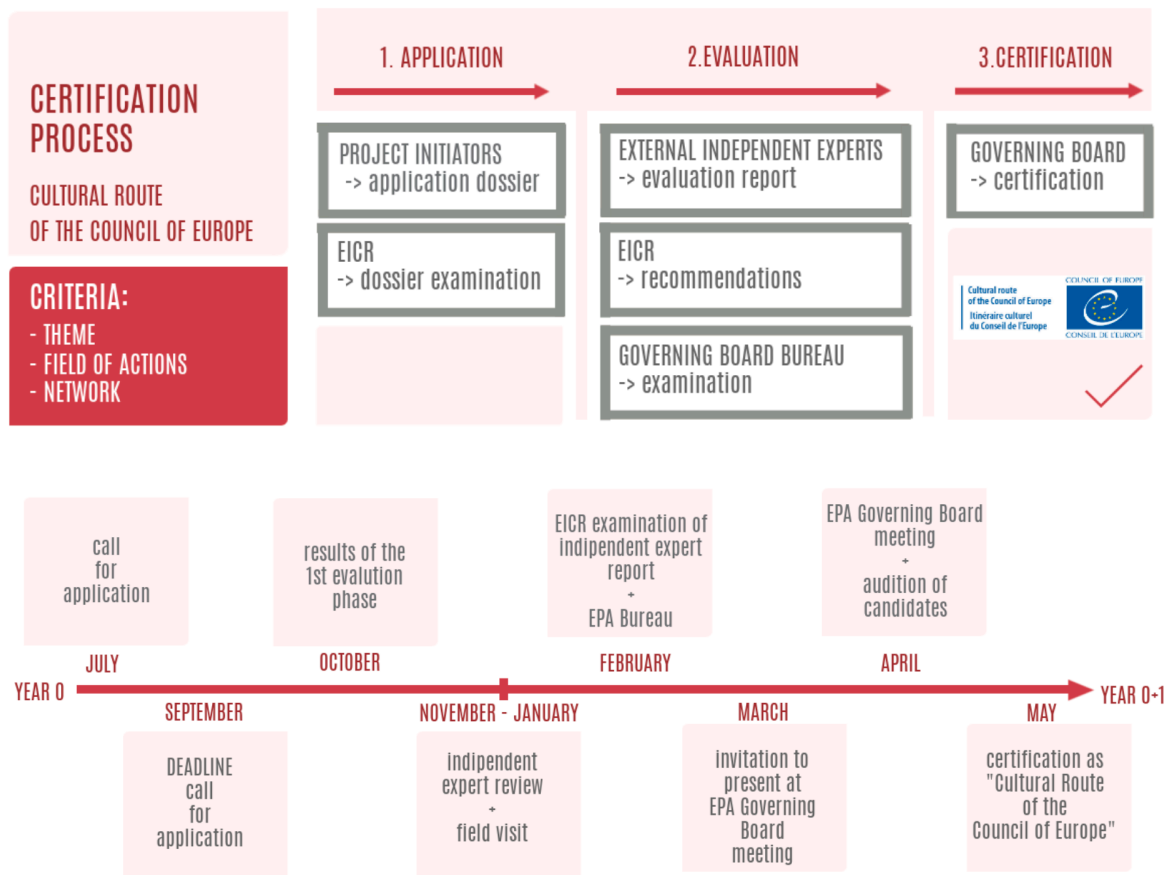 CERTIFICATION
PROCESS
CULTURAL ROUTE
OF THE COUNCIL OF EUROPE
CRITERIA:
- THEME
- FIELD OF ACTIONS
- NETWORK
1. APPLICATION
PROJECT INITIATORS
-> application dossier
EICR
-> dossier examination
2.EVALUATION
EXTERNAL INDEPENDENT EXPERTS
-> evaluation report
EICR
-> recommendations
GOVERNING BOARD BUREAU
-> examination
3.CERTIFICATION
GOVERNING BOARD
-> certification
Cultural route
of the Council of Europe
Itinéraire culturel
du Conseil de l'Europe
COUNCIL OF EUROPE
CONSEIL DE L'EUROPE
YEAR 0
call
for
application
JULY
SEPTEMBER
DEADLINE
call
for
application
results of the
1st evalution
phase
OCTOBER
NOVEMBER - JANUARY
indipendent
expert review
+
field visit
EICR examination of
indipendent expert
report
+
EPA Bureau
FEBRUARY
MARCH
invitation to
present at
EPA Governing
Board
meeting
EPA Governing Board
meeting
+
audition of
candidates
APRIL
MAY
certification as
"Cultural Route
of the
Council of Europe"
YEAR 0+1